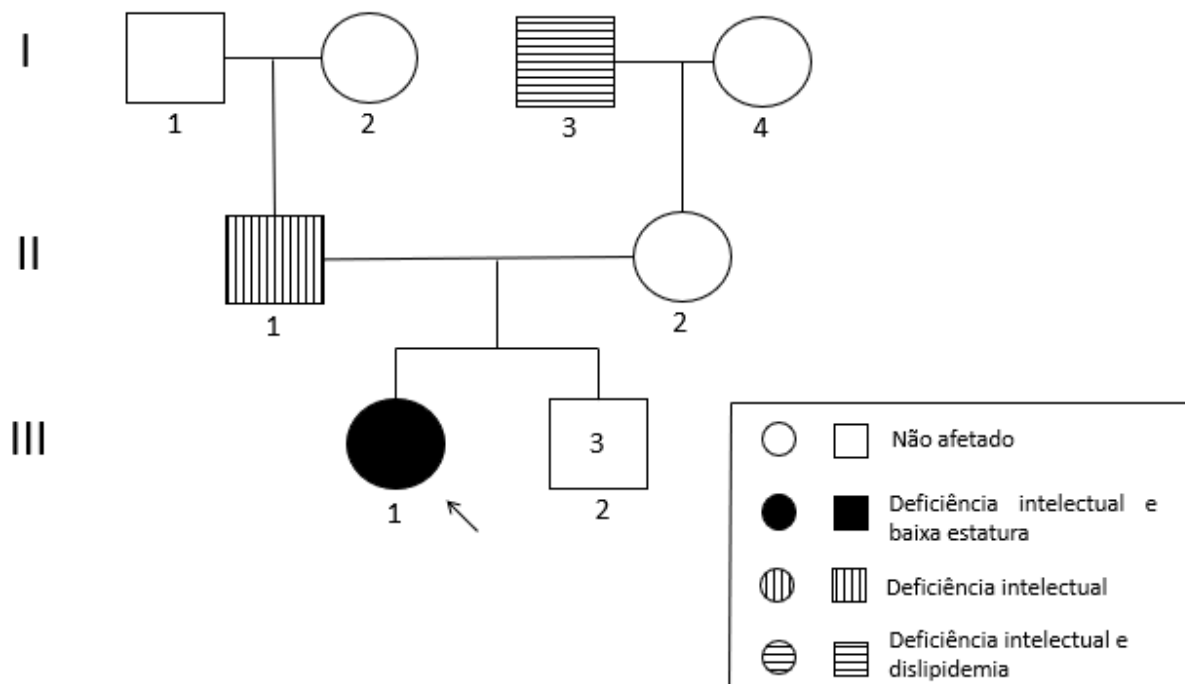 I
1
2
3
4
II
1
2
III
3
1
2
Não afetado
Deficiência intelectual e
baixa estatura
Deficiência intelectual
Deficiência intelectual e
dislipidemia